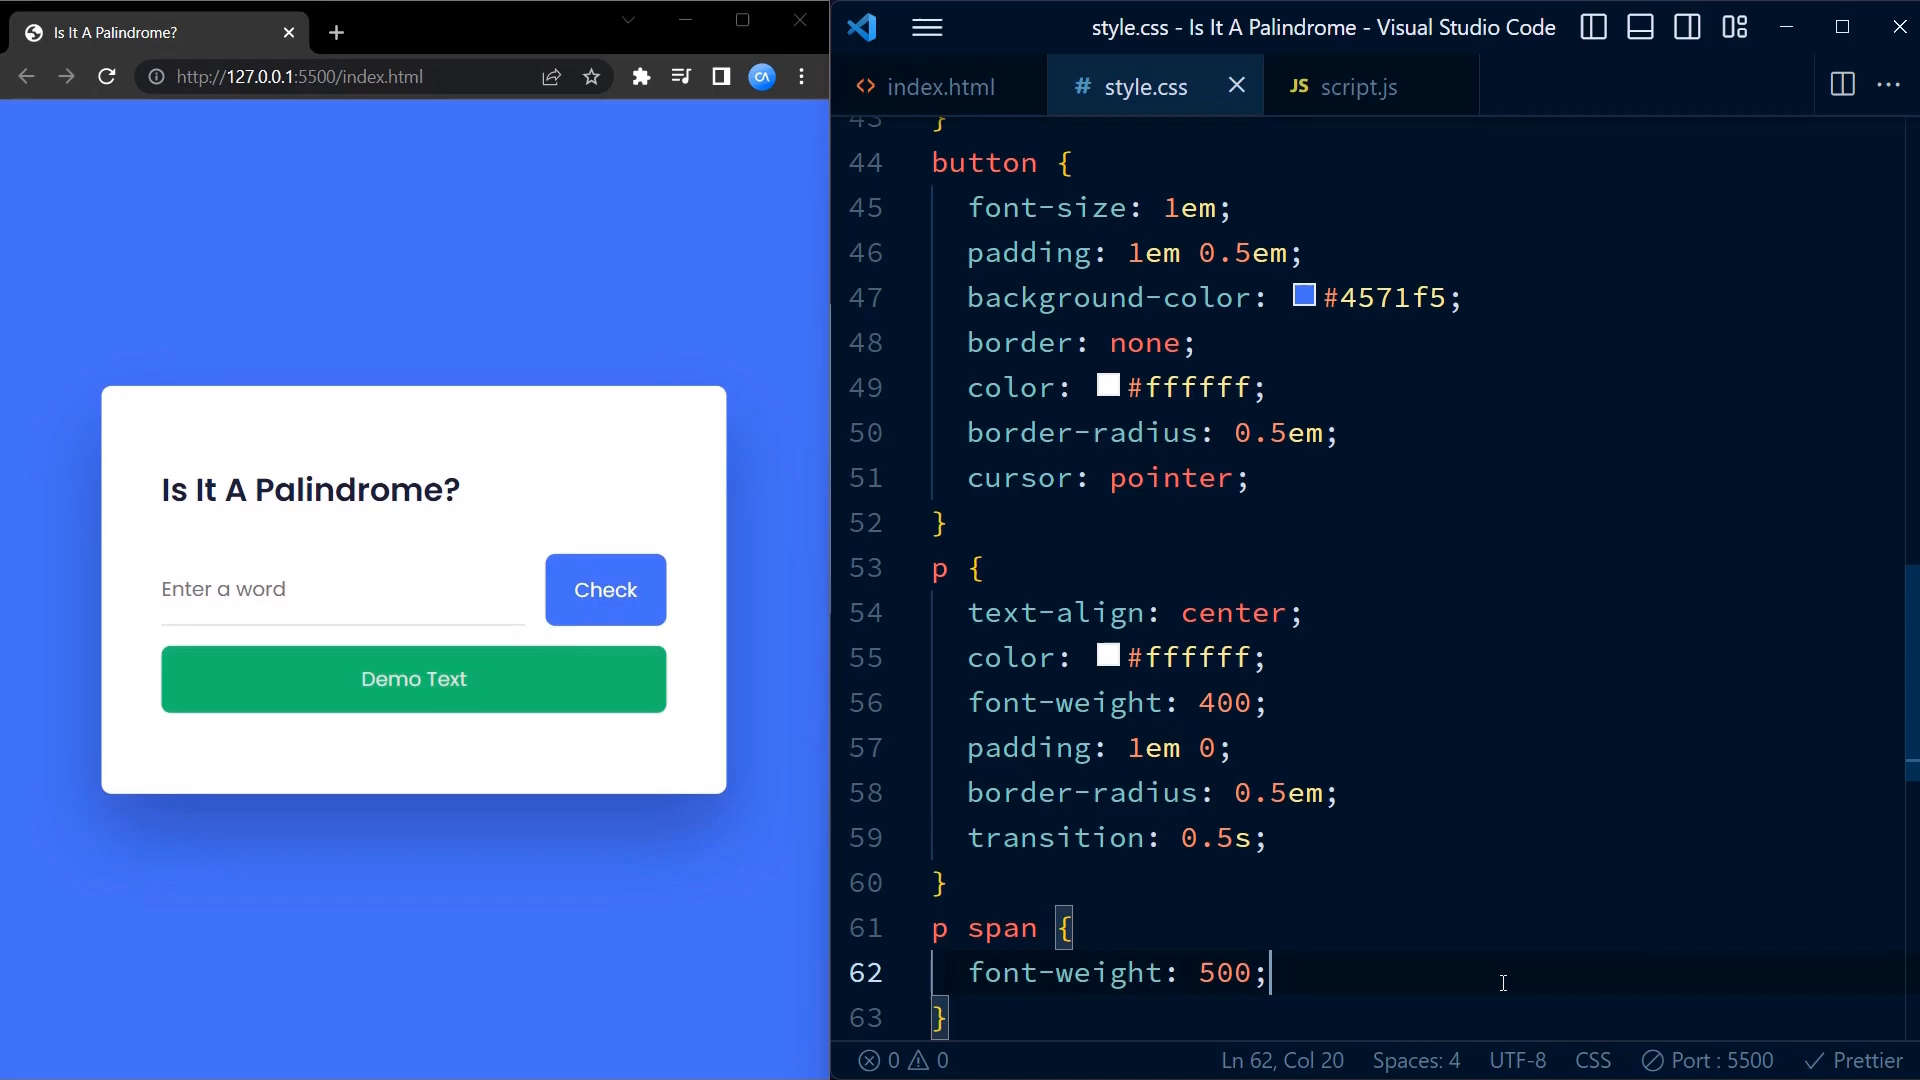 Is It A Palindrome?
http://127.0.0.1:5500/index.html
CA
Is It A Palindrome?
Enter a word
Check
Demo Text
style.css - Is It A Palindrome - Visual Studio Code
<> index.html
# style.css
JS script.js
43 }
44 button {
45 font-size: 1em;
46 padding: 1em 0.5em;
47 background-color: #4571f5;
48 border: none;
49 color: #ffffff;
50 border-radius: 0.5em;
51 cursor: pointer;
52 }
53 p {
54 text-align: center;
55 color: #ffffff;
56 font-weight: 400;
57 padding: 1em 0;
58 border-radius: 0.5em;
59 transition: 0.5s;
60 }
61 p span {
62 font-weight: 500;
63 }
0 0 Ln 62, Col 20 Spaces: 4 UTF-8 CSS Port : 5500 Prettier